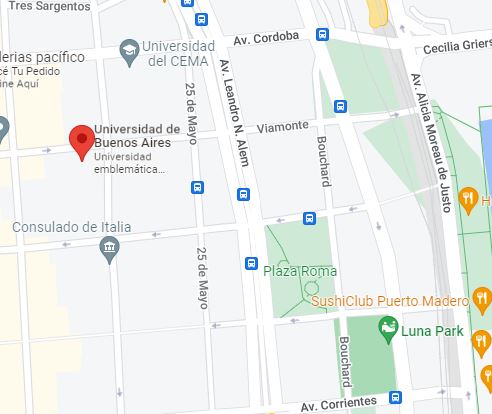 Tres Sargentos
Universidad
del CEMA
Av. Cordoba
Cecilia Griers
erias pacífico
cé Tu Pedido
ine Aquí
Av. Leandro N. Alem
25 de Mayo
Av. Alicia Moreau de Justo
Universidad de
Buenos Aires
Universidad
emblemática...
Viamonte
Bouchard
H
Consulado de Italia
25 de Mayo
Plaza Roma
SushiClub Puerto Madero
Luna Park
Bouchard
Av. Corrientes